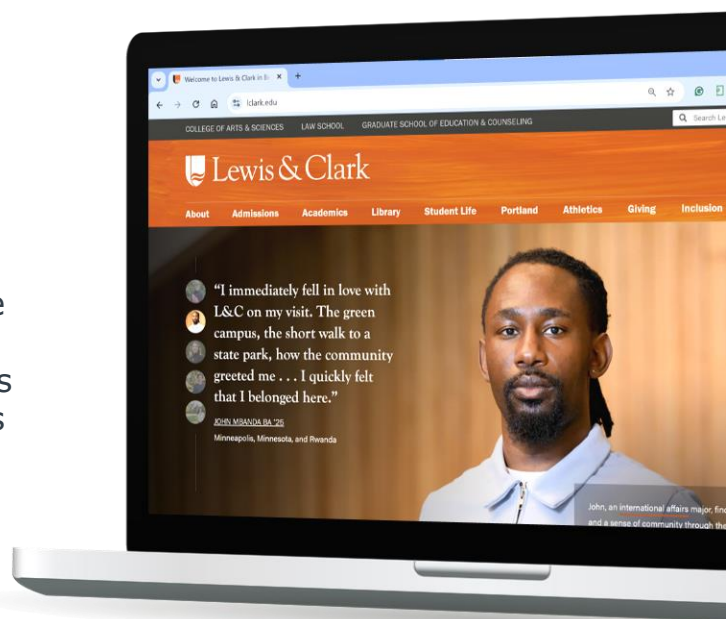 Welcome to Lewis & Clark in
lclark.edu
COLLEGE OF ARTS & SCIENCES LAW SCHOOL GRADUATE SCHOOL OF EDUCATION & COUNSELING
Search Le
Lewis & Clark
About Admissions Academics Library Student Life Portland Athletics Giving Inclusion
“I immediately fell in love with
L&C on my visit. The green
campus, the short walk to a
state park, how the community
greeted me . . . I quickly felt
that I belonged here.”
JOHN MBANDA BA ’25
Minneapolis, Minnesota, and Rwanda
John, an international affairs major, find
and a sense of community through the
e
s
s